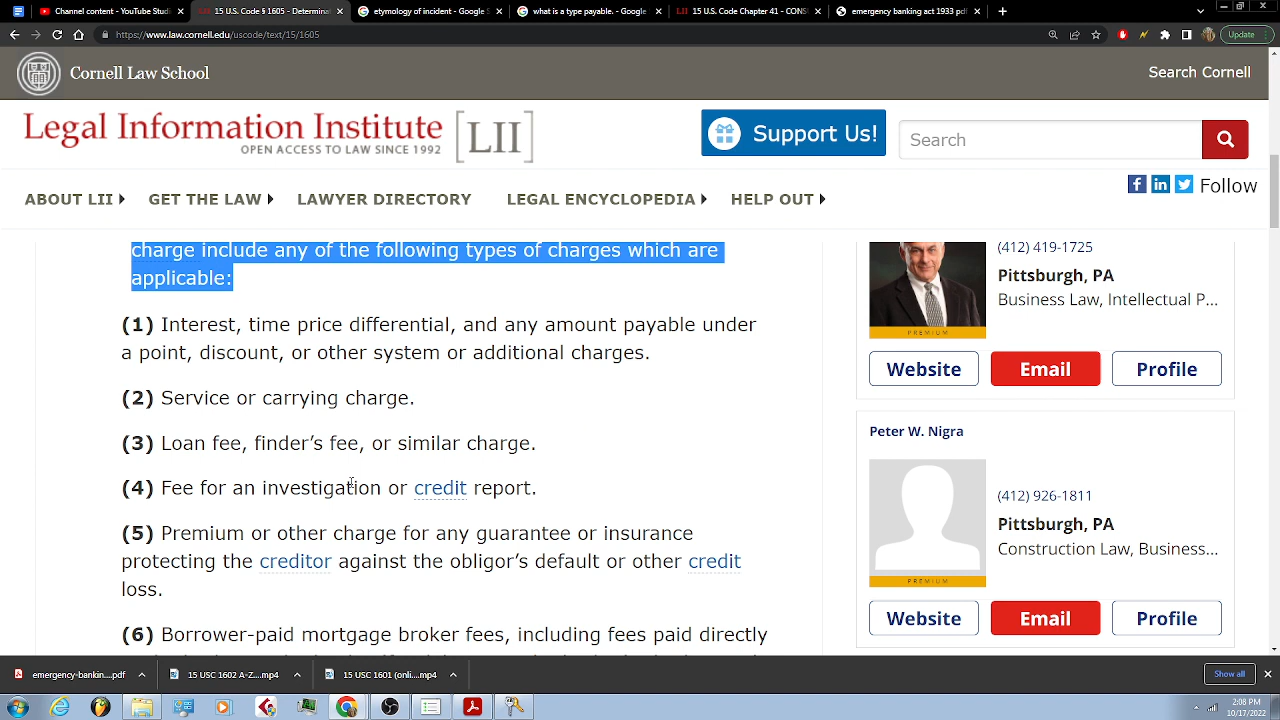 Content - YouTube Studi
15 U.S. Code § 1605 - Determina
etymology of incident - Google S
what is a type payable. - Google
15 U.S. Code Chapter 41 - CONS
emergency banking act 1933 pdf
https://www.law.cornell.edu/uscode/text/15/1605
Update
Cornell Law School
Search Cornell
Legal Information Institute [LII]
OPEN ACCESS TO LAW SINCE 1992
Support Us!
Search
ABOUT LII
GET THE LAW
LAWYER DIRECTORY
LEGAL ENCYCLOPEDIA
HELP OUT
Follow
charge include any of the following types of charges which are
applicable:
(1) Interest, time price differential, and any amount payable under
a point, discount, or other system or additional charges.
(2) Service or carrying charge.
(3) Loan fee, finder’s fee, or similar charge.
(4) Fee for an investigation or credit report.
(5) Premium or other charge for any guarantee or insurance
protecting the creditor against the obligor’s default or other credit
loss.
(6) Borrower-paid mortgage broker fees, including fees paid directly
(412) 419-1725
Pittsburgh, PA
Business Law, Intellectual P...
PREMIUM
Website
Email
Profile
Peter W. Nigra
(412) 926-1811
Pittsburgh, PA
Construction Law, Business...
PREMIUM
Website
Email
Profile
emergency-bankin....pdf
15 USC 1602 A-Z....mp4
15 USC 1601 (onli....mp4
Show all
2:08 PM
10/17/2022